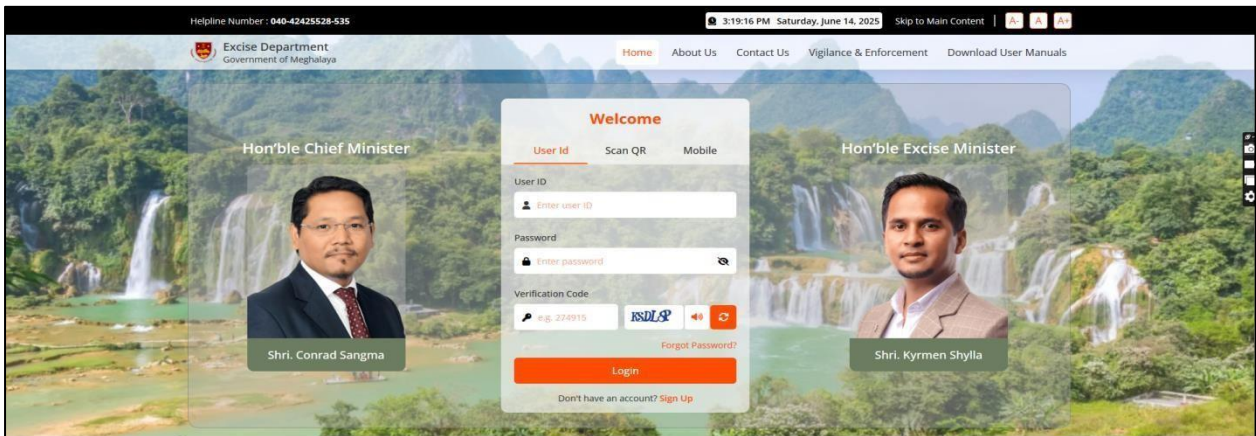 Helpline Number : 040-42425528-535
3:19:16 PM Saturday, June 14, 2025
Skip to Main Content | A- A A+
Excise Department
Government of Meghalaya
Home About Us Contact Us Vigilance & Enforcement Download User Manuals
Hon'ble Chief Minister
Shri. Conrad Sangma
Welcome
User Id Scan QR Mobile
User ID
Enter user ID
Password
Enter password
Verification Code
e.g. 274915
Forgot Password?
Login
Don't have an account? Sign Up
Hon'ble Excise Minister
Shri. Kyrmen Shylla